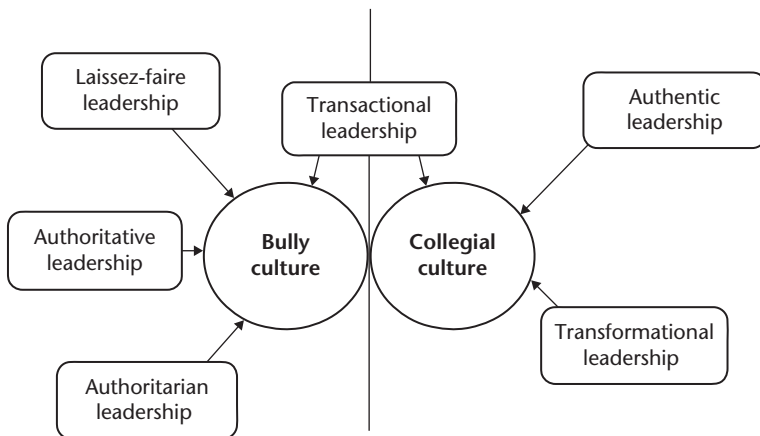 Laissez-faire
leadership
Transactional
leadership
Authentic
leadership
Authoritative
leadership
Bully
culture
Collegial
culture
Transformational
leadership
Authoritarian
leadership